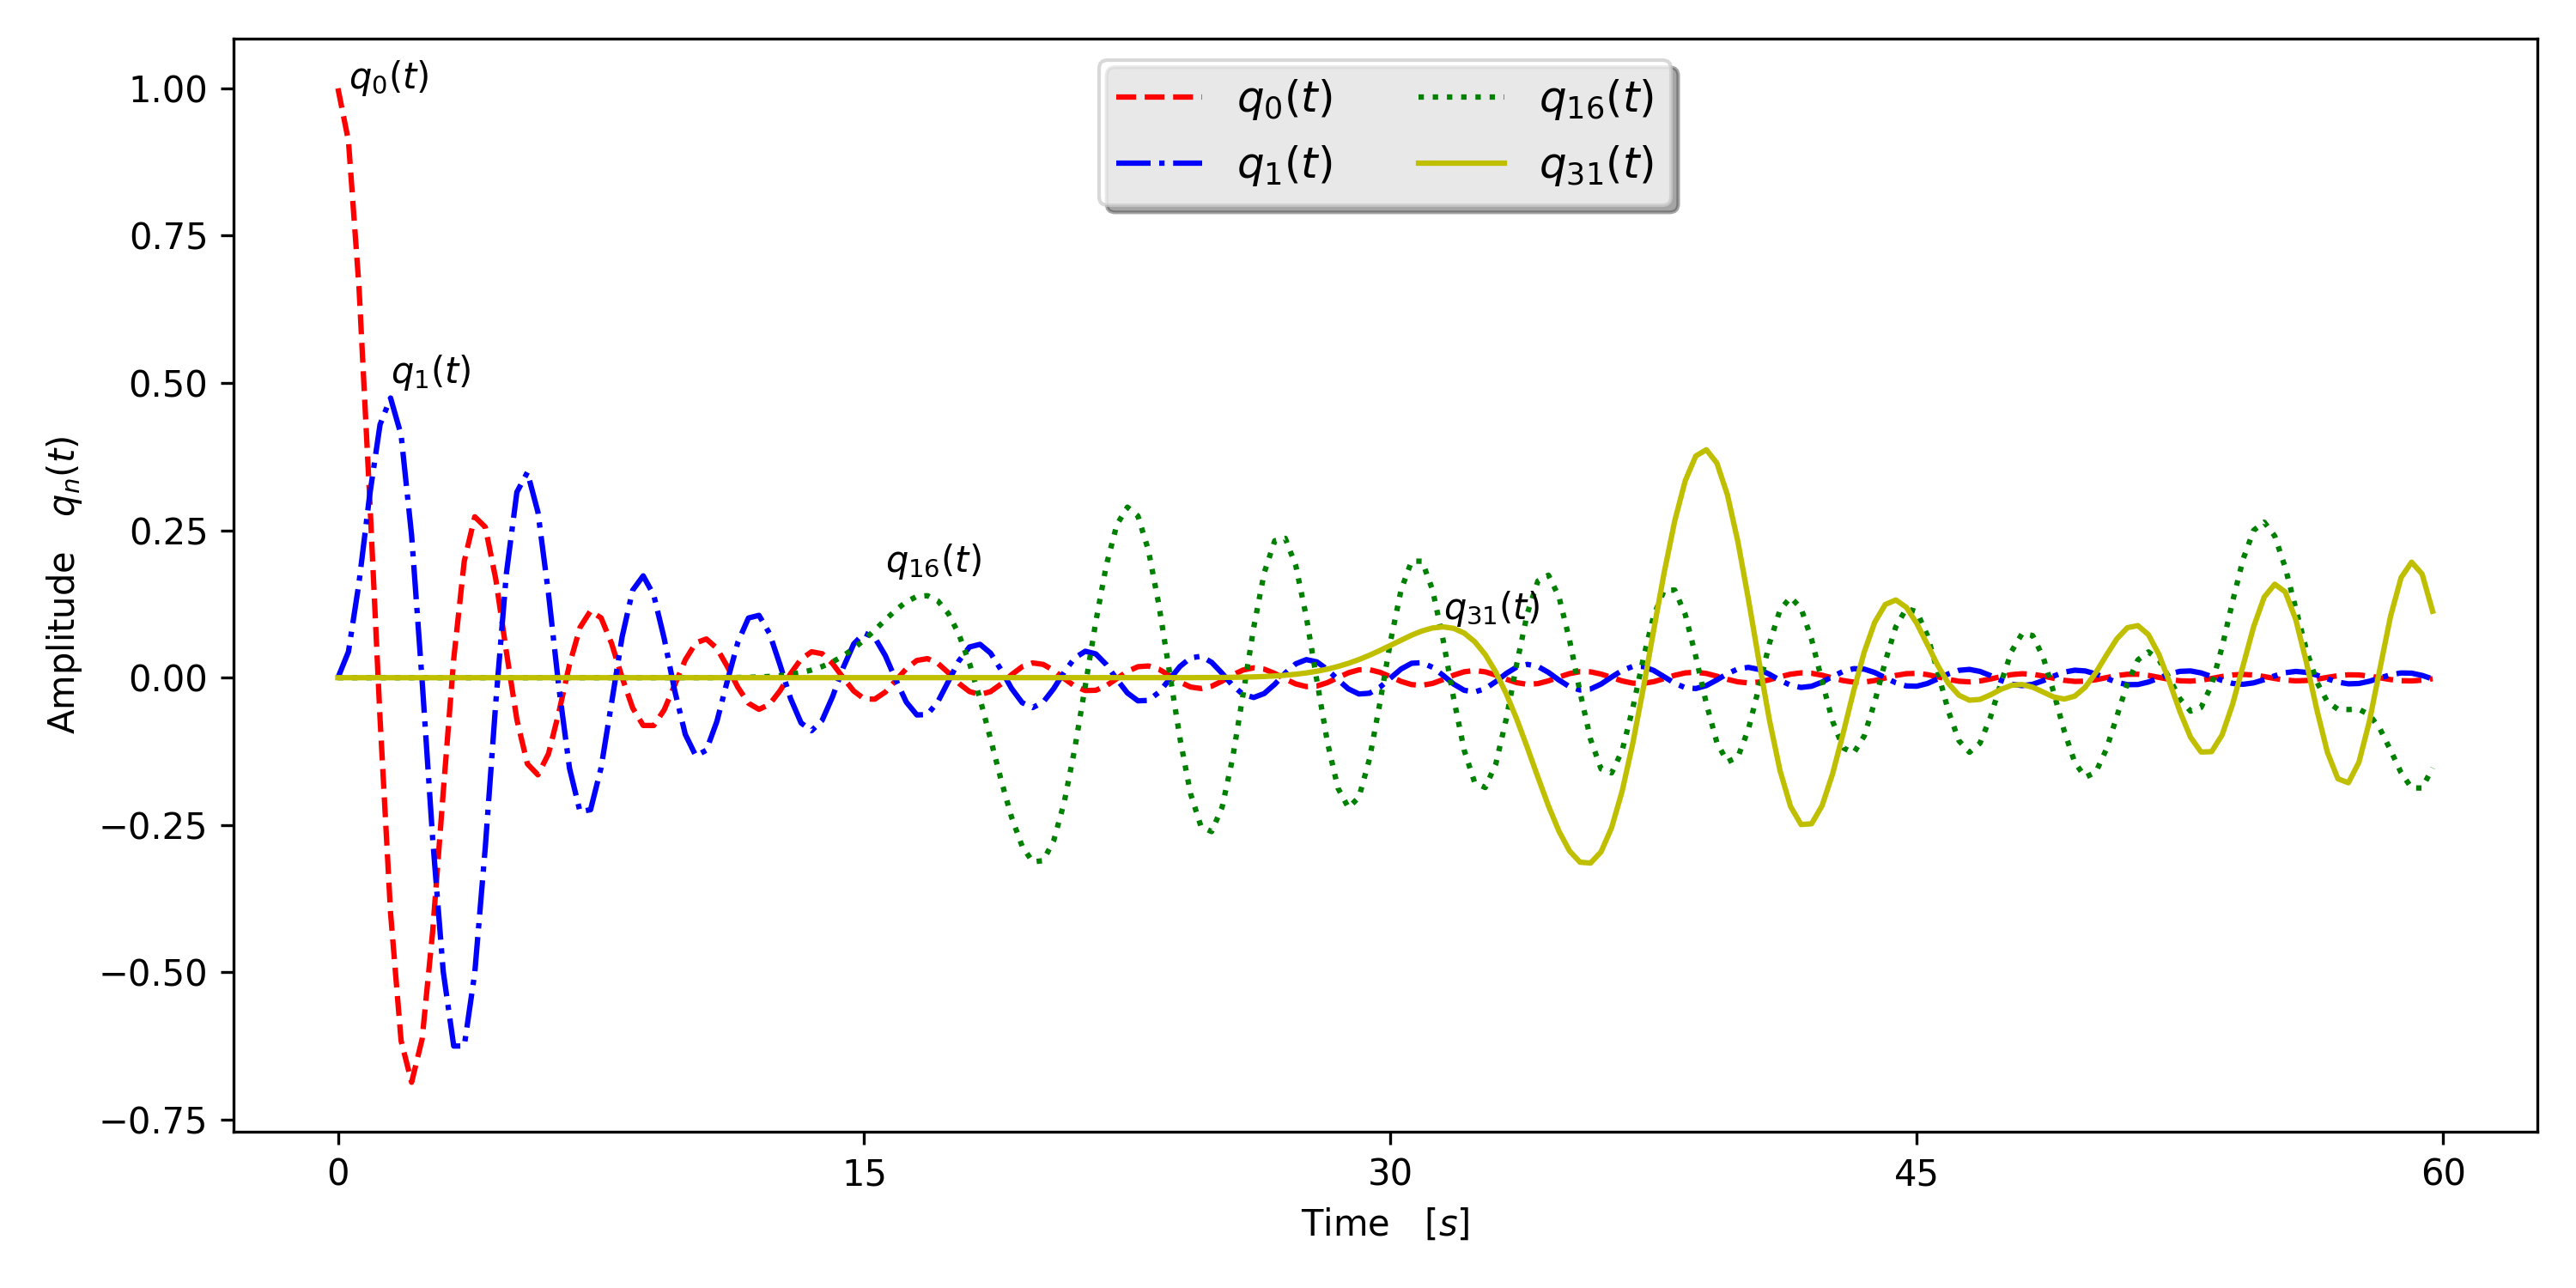 q₀(t)
q₀(t) q₁₆(t)
q₁(t) q₃₁(t)
q₁(t)
q₁₆(t)
q₃₁(t)
1.00
0.75
0.50
0.25
0.00
−0.25
−0.50
−0.75
Amplitude qₙ(t)
0 15 30 45 60
Time [s]